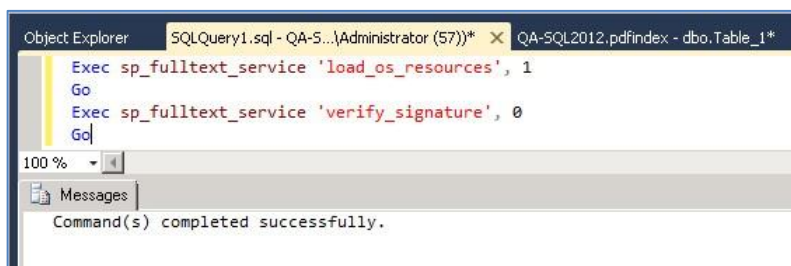 Object Explorer SQLQuery1.sql - QA-S...\Administrator (57))* QA-SQL2012.pdfindex - dbo.Table_1*
Exec sp_fulltext_service 'load_os_resources', 1
Go
Exec sp_fulltext_service 'verify_signature', 0
Go
100 %
Messages
Command(s) completed successfully.